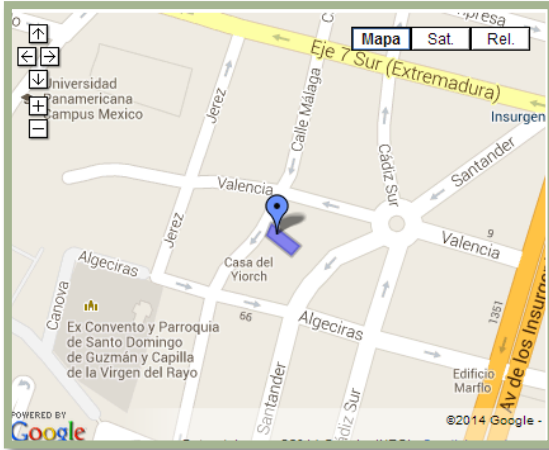 presa
Mapa
Sat.
Rel.
Eje 7 Sur (Extremadura)
Universidad
Panamericana
Campus Mexico
Jerez
Calle Málaga
Insurgen
Cádiz Sur
Santander
Valencia
9
Valencia
Jerez
Algeciras
Casa del
Yiorch
Canova
66
Algeciras
1351
Ex Convento y Parroquia
de Santo Domingo
de Guzmán y Capilla
de la Virgen del Rayo
Santander
Cádiz Sur
Edificio
Marflo
Av de los Insurge
POWERED BY
Google
©2014 Google -